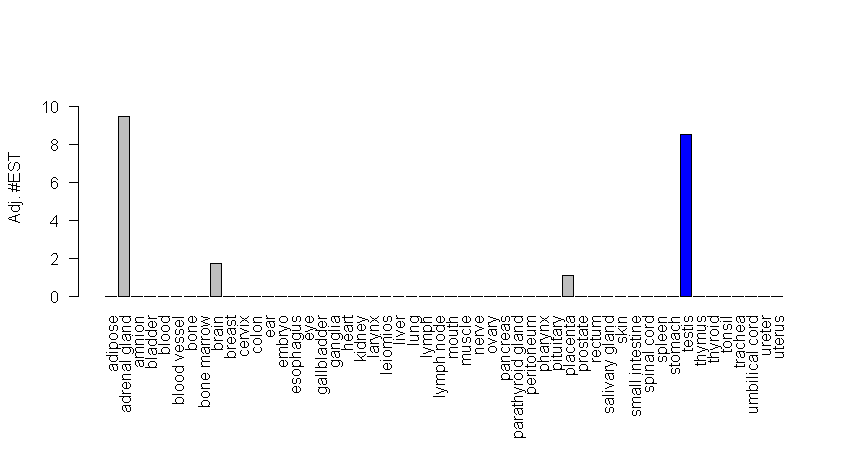 Adj. #EST
10
8
6
4
2
0
adipose
adrenal gland
amnion
bladder
blood
blood vessel
bone
bone marrow
brain
breast
cervix
colon
ear
embryo
esophagus
eye
gallbladder
ganglia
heart
kidney
larynx
leiomios
liver
lung
lymph
lymph node
mouth
muscle
nerve
ovary
pancreas
parathyroid gland
peritoneum
pharynx
pituitary
placenta
prostate
rectum
salivary gland
skin
small intestine
spinal cord
spleen
stomach
testis
thymus
thyroid
tonsil
trachea
umbilical cord
ureter
uterus